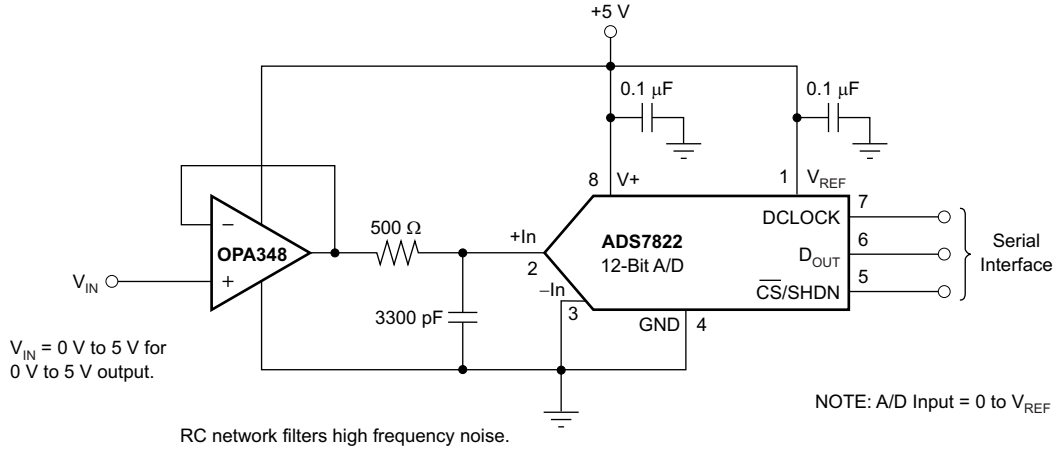 +5 V
0.1 μF
0.1 μF
8 V+
1 V_REF
7
DCLOCK
−
OPA348
+
500 Ω
+In
2
ADS7822
12-Bit A/D
6
D_OUT
Serial
Interface
V_IN
−In
3
5
C̅S̅/SHDN
3300 pF
GND 4
V_IN = 0 V to 5 V for
0 V to 5 V output.
NOTE: A/D Input = 0 to V_REF
RC network filters high frequency noise.